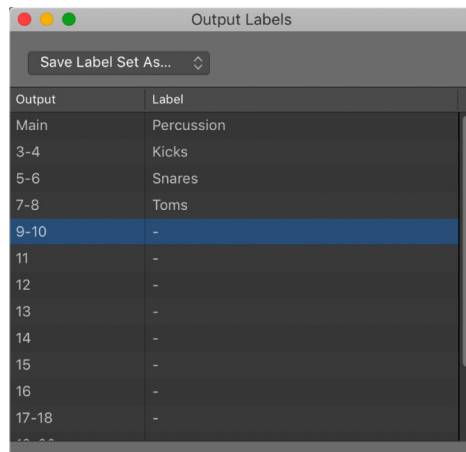 Output Labels
Save Label Set As...
Output Label
Main Percussion
3-4 Kicks
5-6 Snares
7-8 Toms
9-10 -
11 -
12 -
13 -
14 -
15 -
16 -
17-18 -